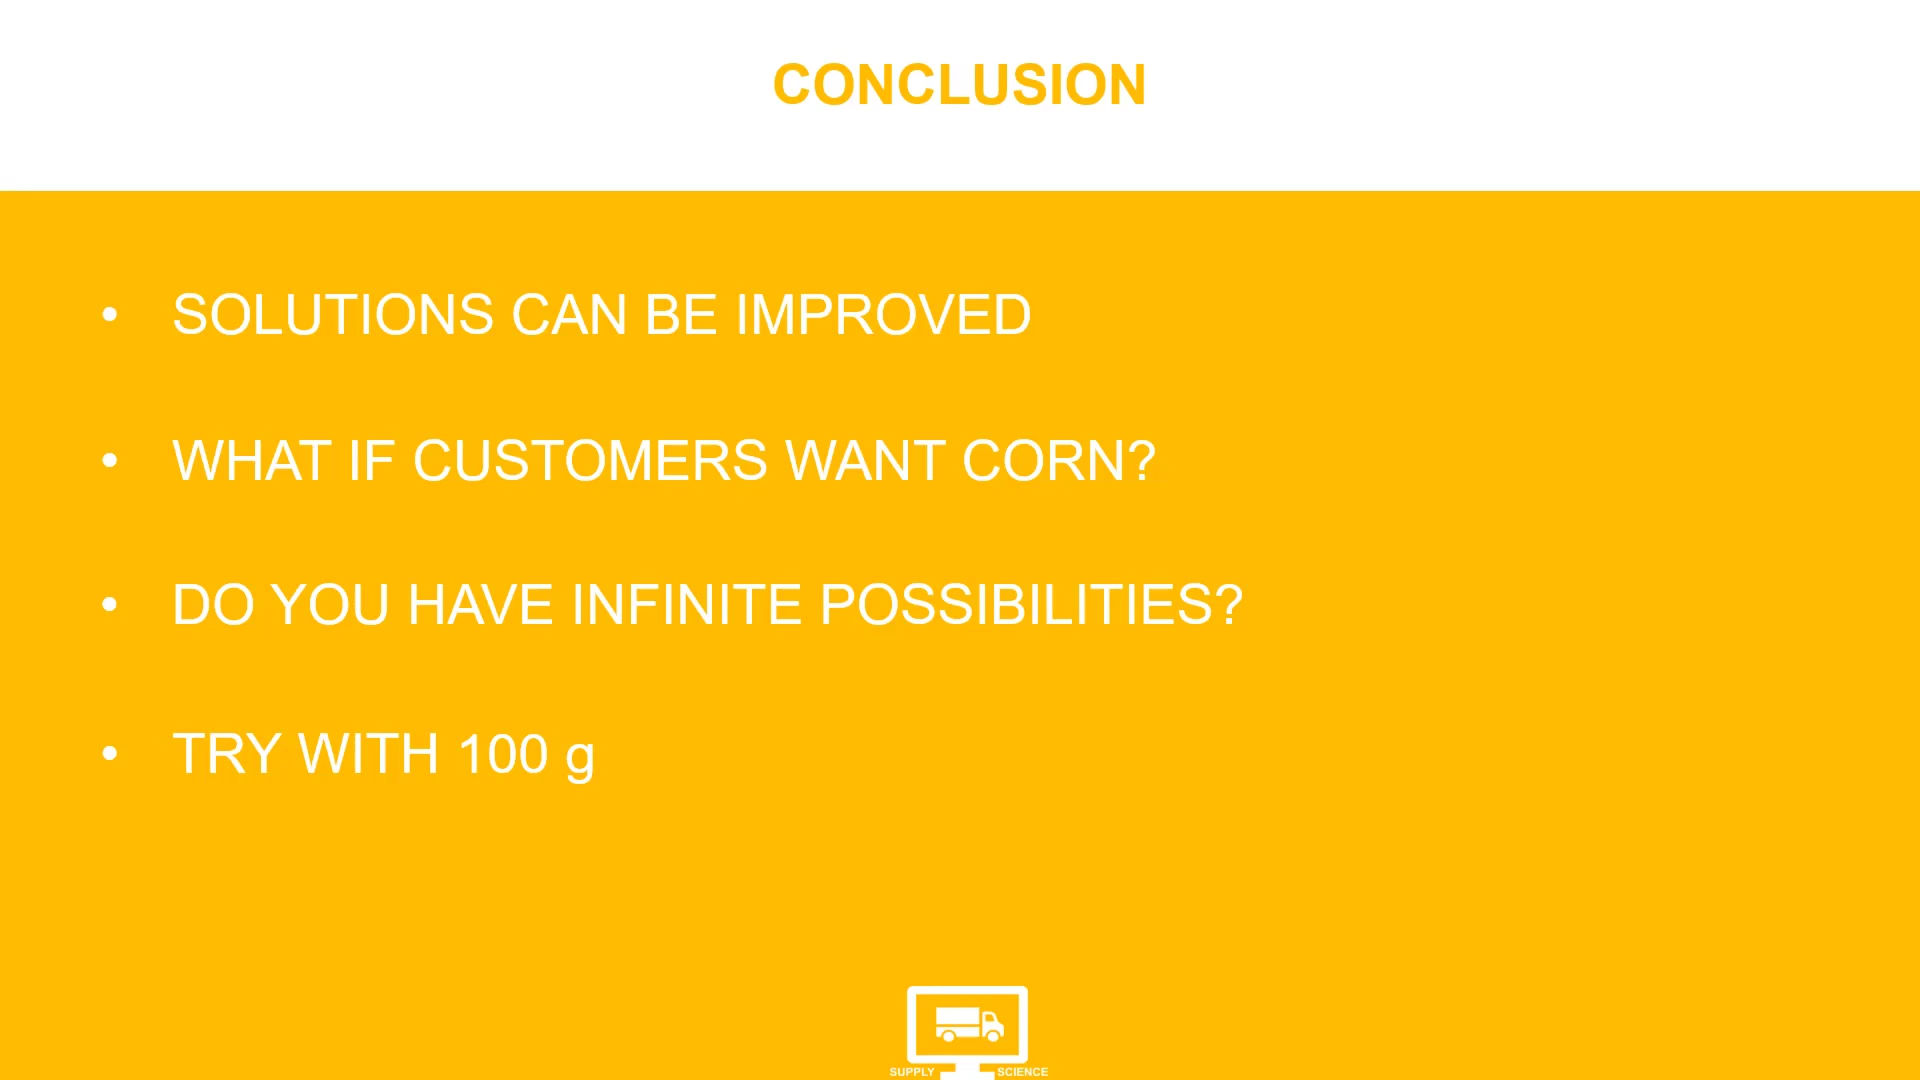 CONCLUSION
• SOLUTIONS CAN BE IMPROVED
• WHAT IF CUSTOMERS WANT CORN?
• DO YOU HAVE INFINITE POSSIBILITIES?
• TRY WITH 100 g
SUPPLY SCIENCE